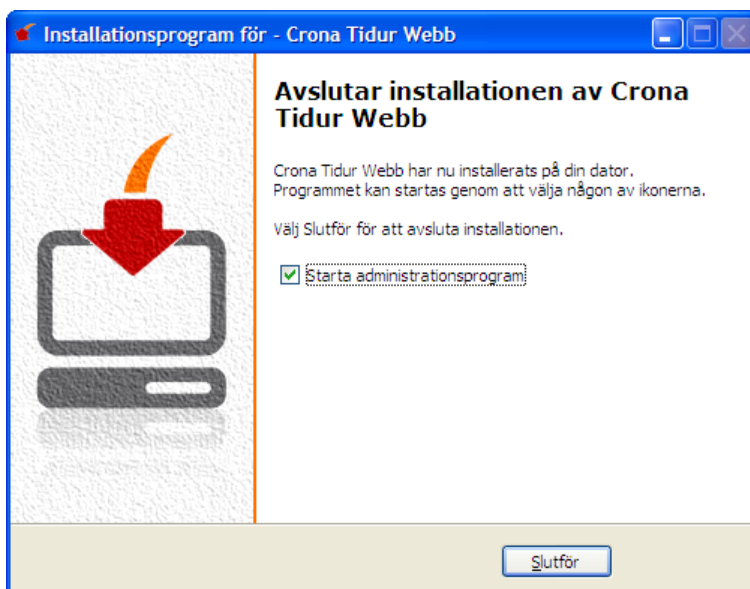 Installationsprogram för - Crona Tidur Webb
Avslutar installationen av Crona
Tidur Webb
Crona Tidur Webb har nu installerats på din dator.
Programmet kan startas genom att välja någon av ikonerna.
Välj Slutför för att avsluta installationen.
Starta administrationsprogram
Slutför